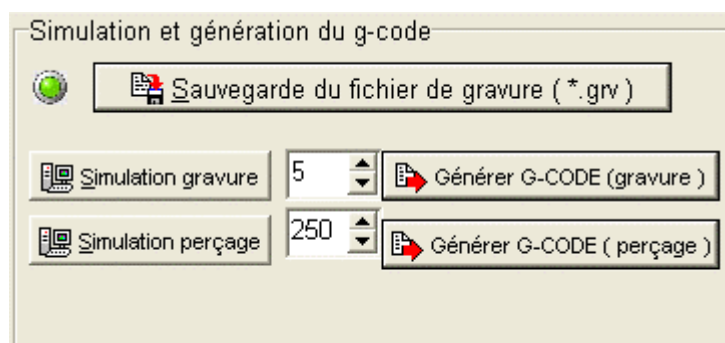 Simulation et génération du g-code
Sauvegarde du fichier de gravure ( *.grv )
Simulation gravure 5 Générer G-CODE (gravure )
Simulation perçage 250 Générer G-CODE ( perçage )